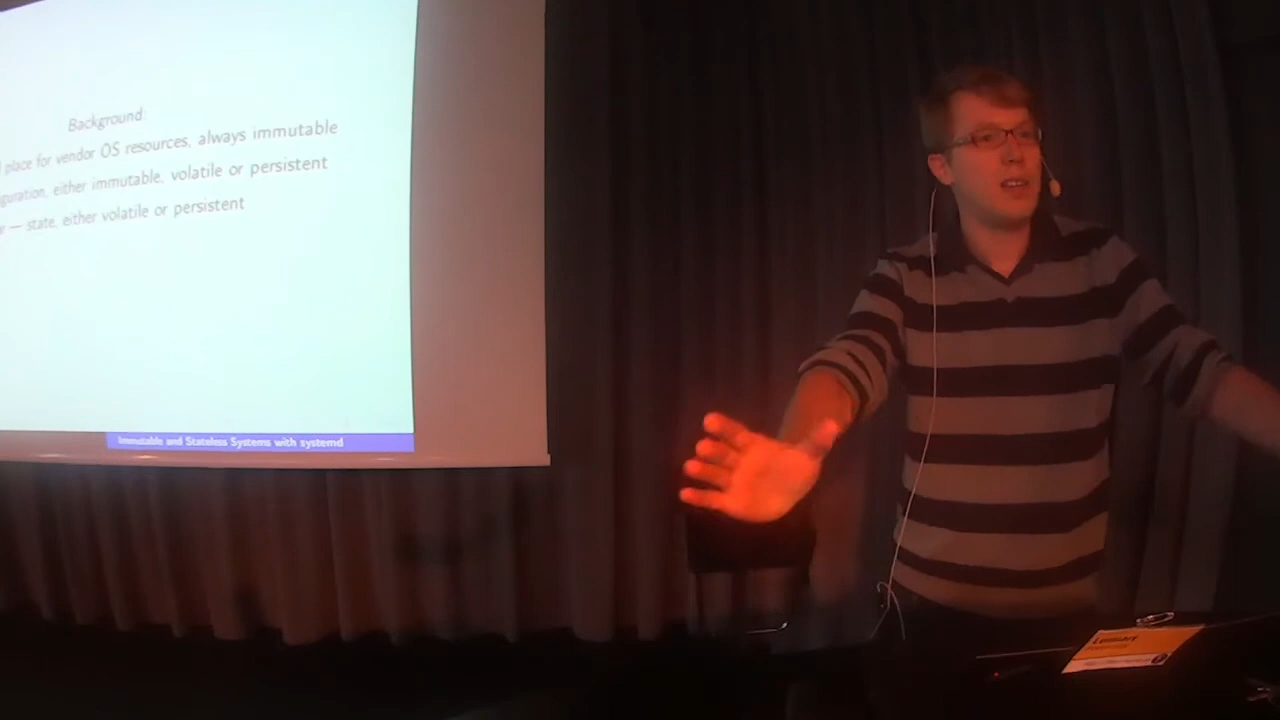 Background:
place for vendor OS resources, always immutable
guration, either immutable, volatile or persistent
— state, either volatile or persistent
Immutable and Stateless Systems with systemd
Lennart